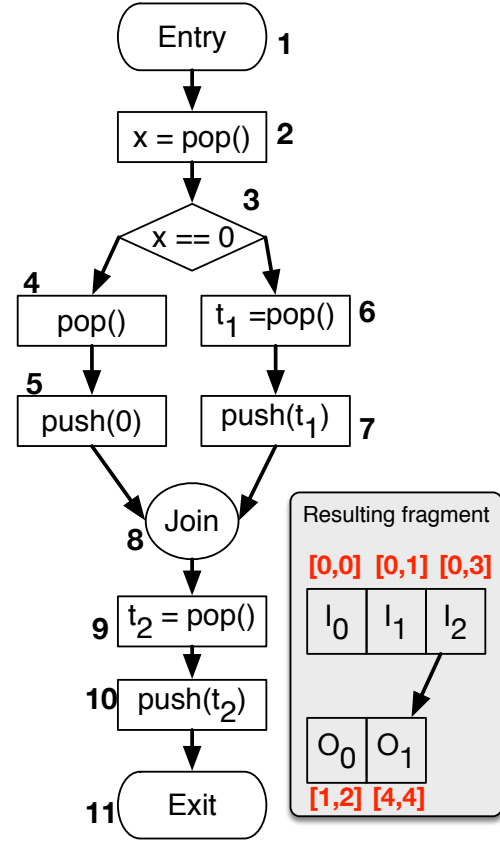 Entry 1
x = pop() 2
3
x == 0
4
pop()
t₁ =pop() 6
5
push(0)
push(t₁) 7
Join
8
9 t₂ = pop()
10 push(t₂)
11 Exit
Resulting fragment
[0,0] [0,1] [0,3]
I₀ I₁ I₂
O₀ O₁
[1,2] [4,4]